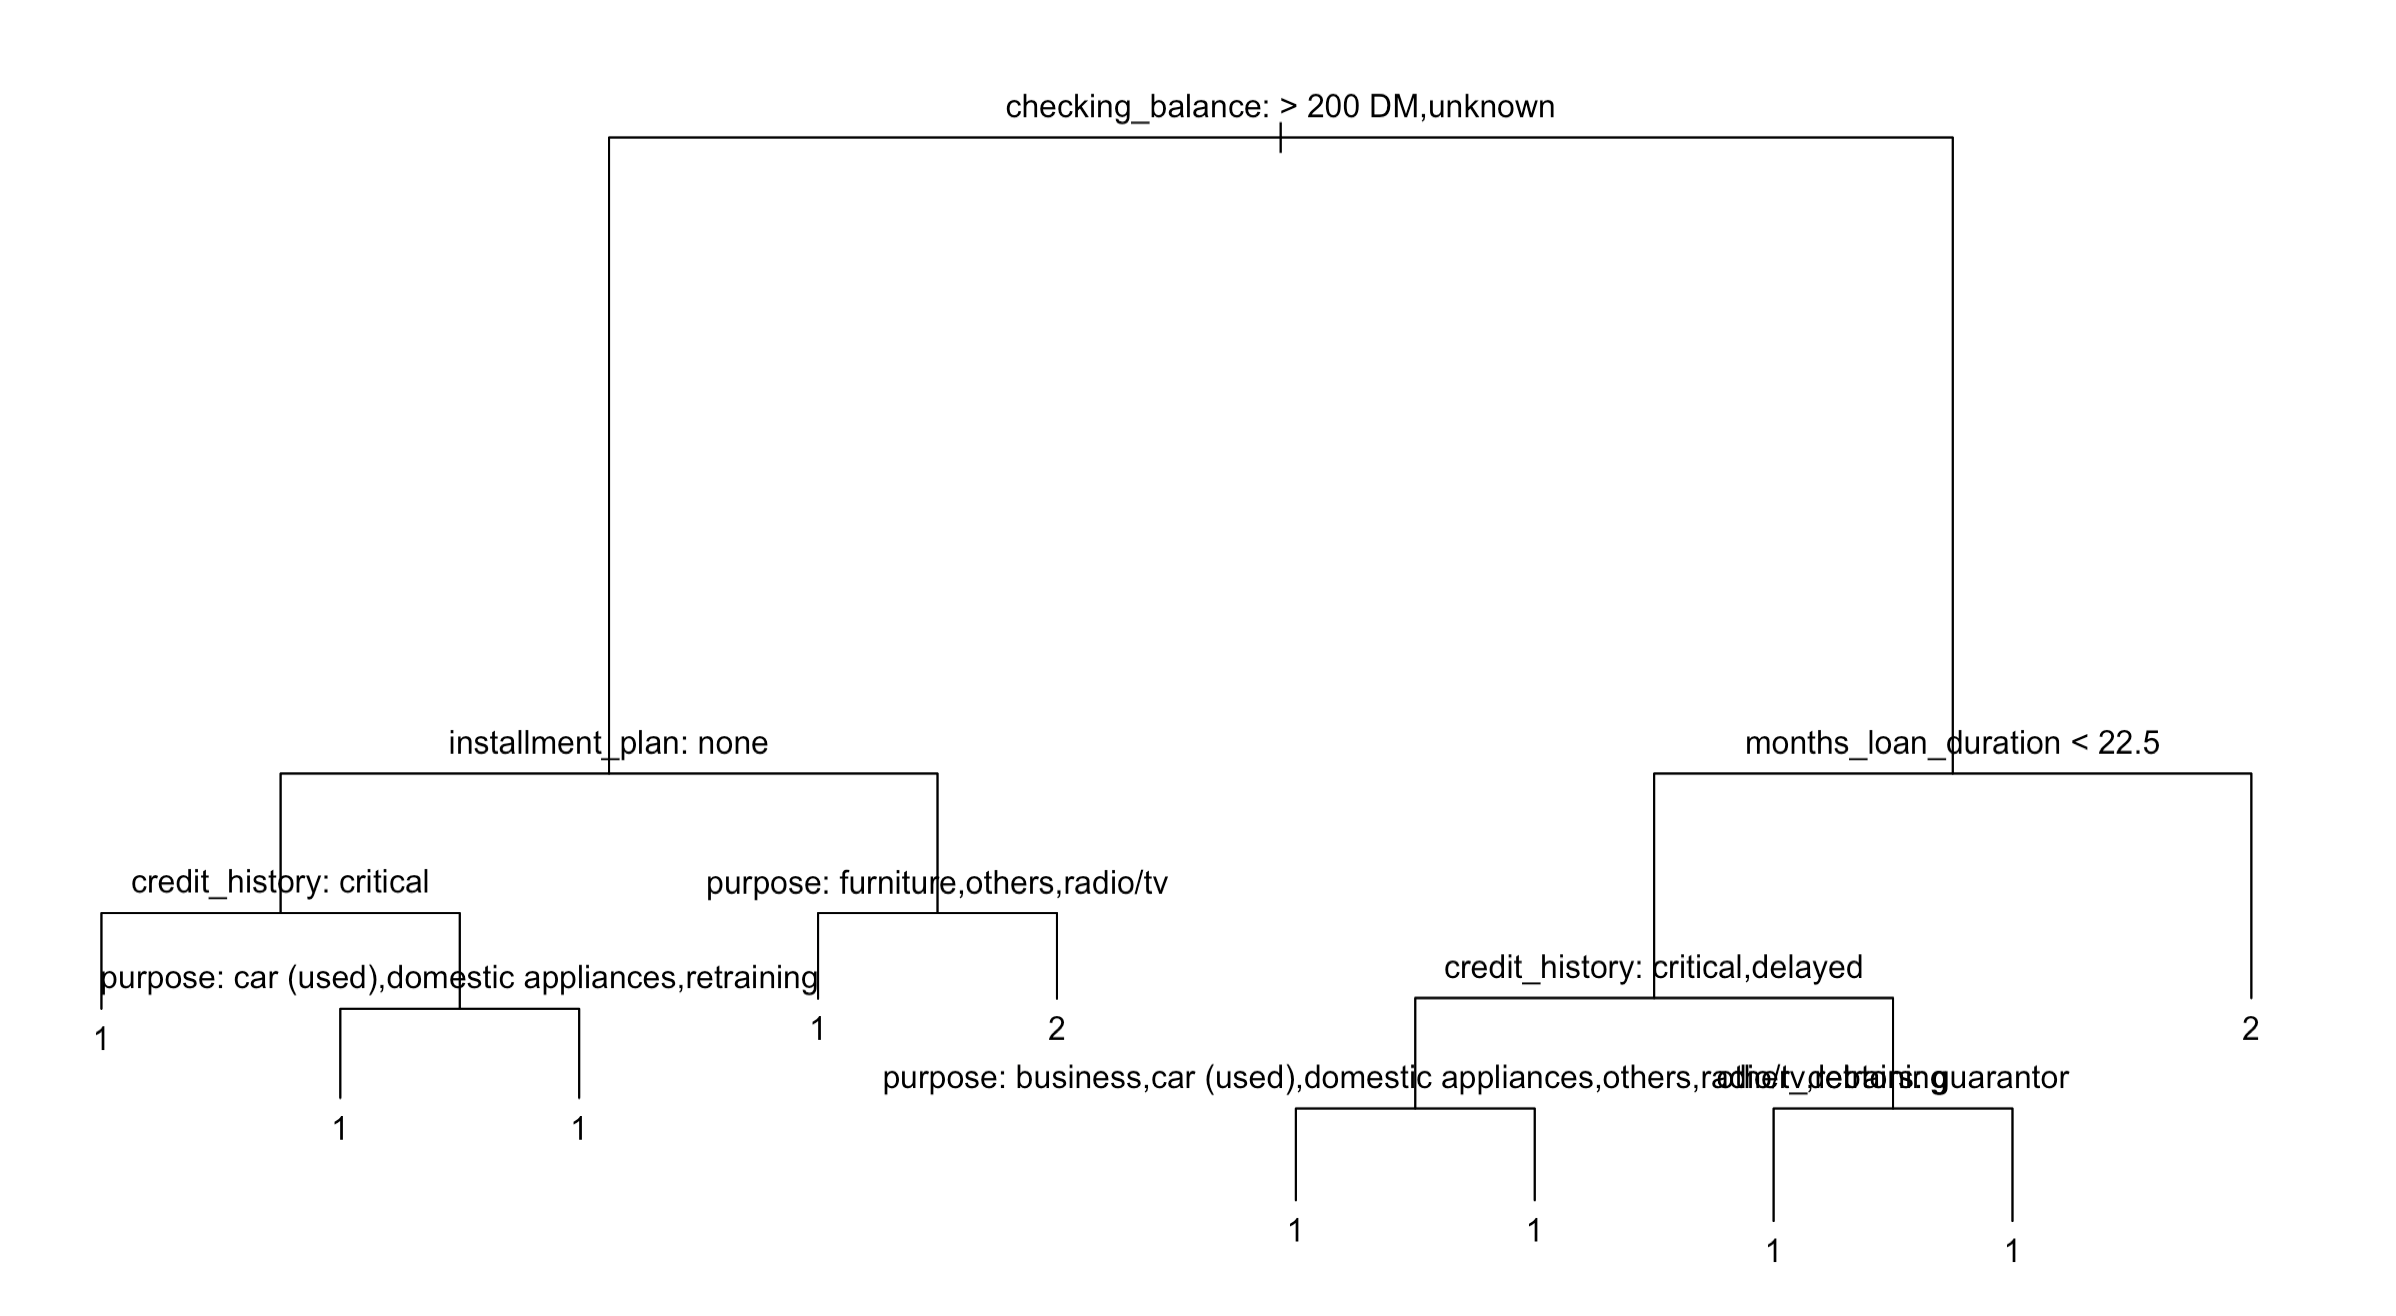 checking_balance: > 200 DM,unknown
installment_plan: none
months_loan_duration < 22.5
credit_history: critical
purpose: furniture,others,radio/tv
credit_history: critical,delayed
purpose: car (used),domestic appliances,retraining
1
1
2
2
purpose: business,car (used),domestic appliances,others,radio/tv,retraining
other_debtors: guarantor
1
1
1
1
1
1